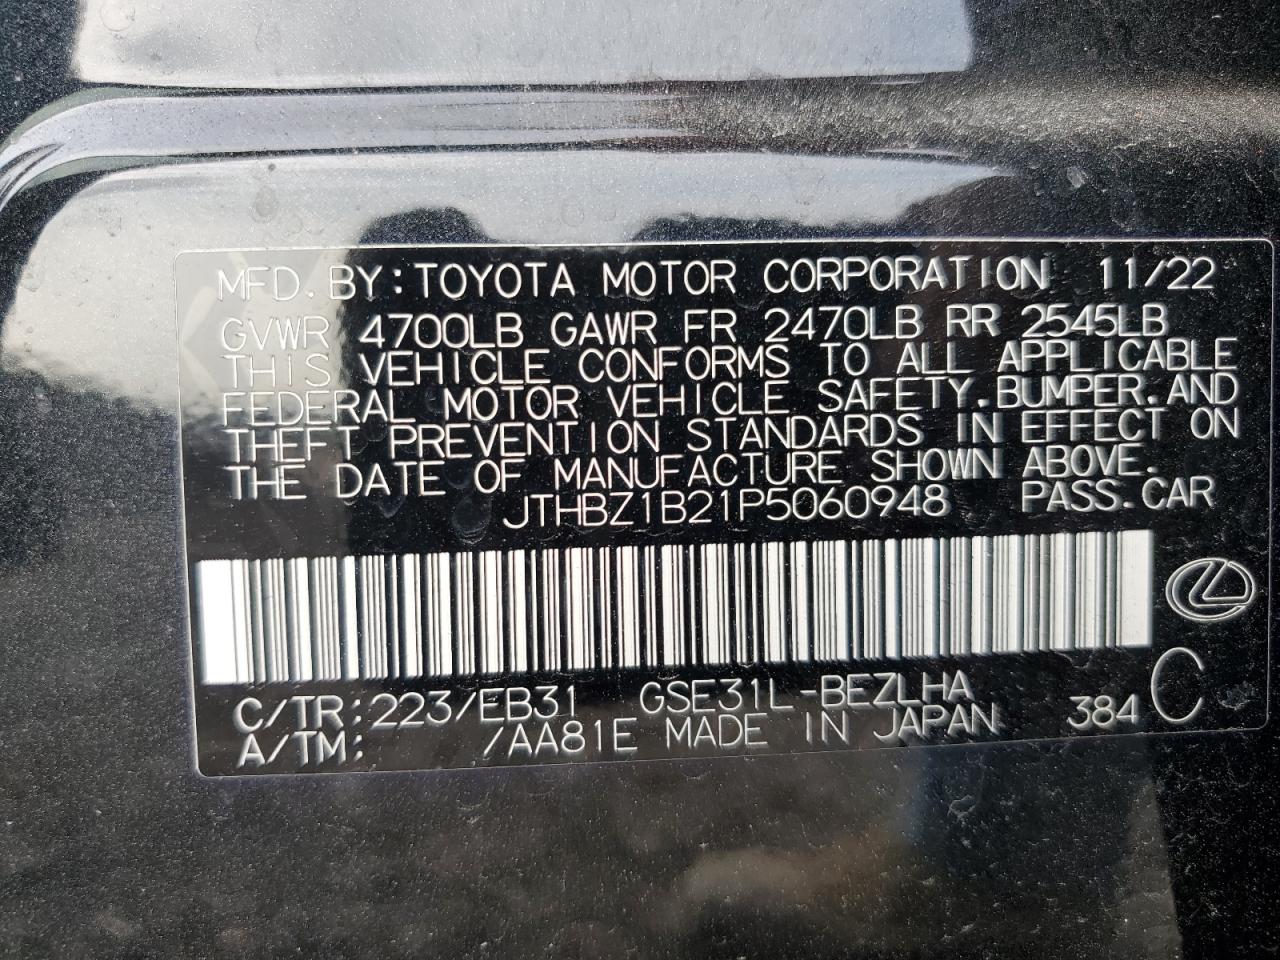 MFD. BY: TOYOTA MOTOR CORPORATION 11/22
GVWR 4700LB GAWR FR 2470LB RR 2545LB
THIS VEHICLE CONFORMS TO ALL APPLICABLE
FEDERAL MOTOR VEHICLE SAFETY.BUMPER.AND
THEFT PREVENTION STANDARDS IN EFFECT ON
THE DATE OF MANUFACTURE SHOWN ABOVE.
JTHBZ1B21P5060948 PASS.CAR
C/TR:223/EB31 GSE31L-BEZLHA
A/TM: /AA81E MADE IN JAPAN 384 C